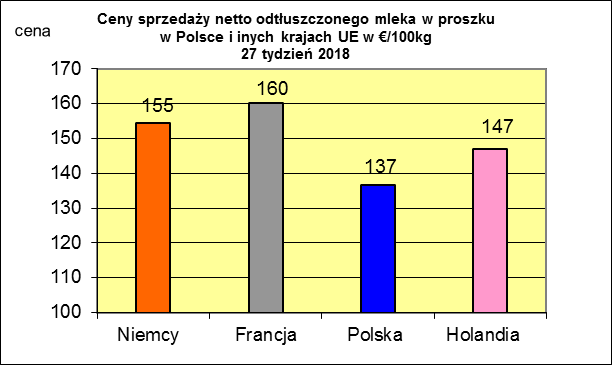 Ceny sprzedaży netto odtłuszczonego mleka w proszku
w Polsce i inych krajach UE w €/100kg
27 tydzień 2018
cena
170
160
150
140
130
120
110
100
155
160
137
147
Niemcy
Francja
Polska
Holandia